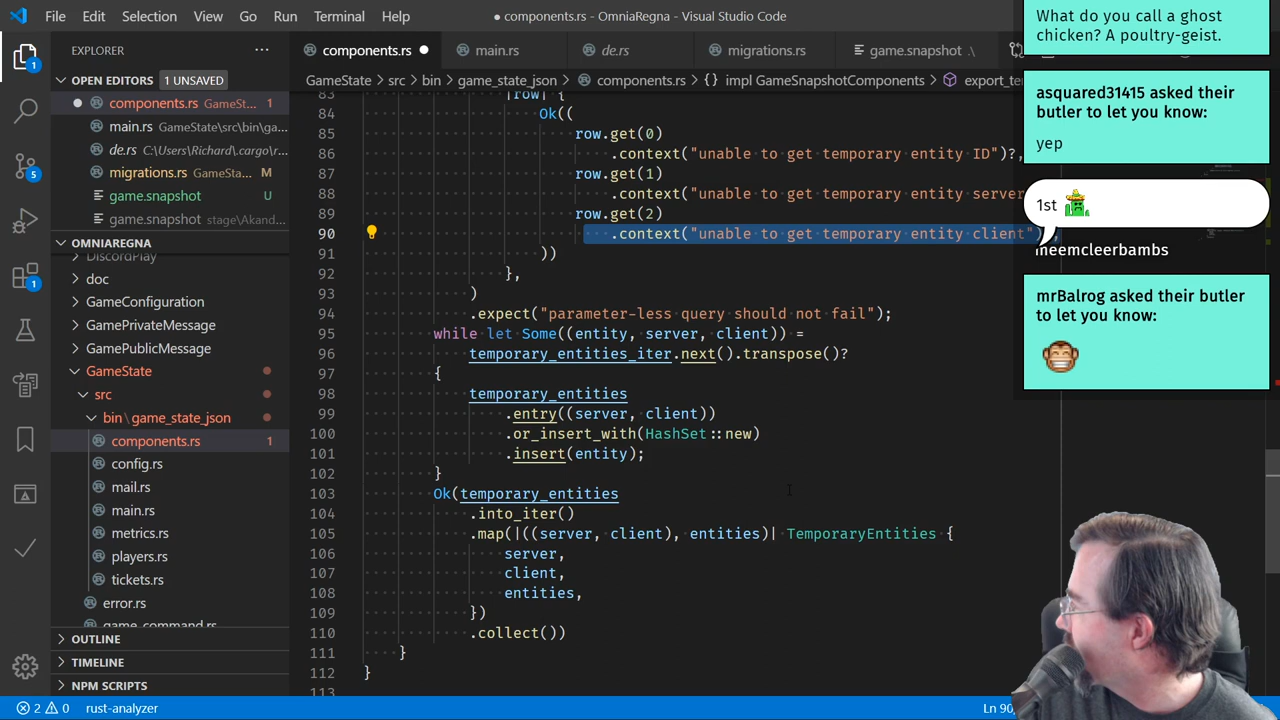 File Edit Selection View Go Run Terminal Help
● components.rs - OmniaRegna - Visual Studio Code
EXPLORER
components.rs
main.rs
de.rs
migrations.rs
game.snapshot .\
OPEN EDITORS 1 UNSAVED
GameState > src > bin > game_state_json > components.rs > {} impl GameSnapshotComponents > export_te
components.rs GameSt... 1
main.rs GameState\src\bin\ga...
de.rs C:\Users\Richard\.cargo\r...
migrations.rs GameSta... M
game.snapshot U
game.snapshot stage\Akand
OMNIAREGNA
DiscordPlay
doc
GameConfiguration
GamePrivateMessage
GamePublicMessage
GameState
src
bin \ game_state_json
components.rs 1
config.rs
mail.rs
main.rs
metrics.rs
players.rs
tickets.rs
error.rs
game_command.rs
OUTLINE
TIMELINE
NPM SCRIPTS
83 |row| {
84 Ok((
85 row.get(0)
86 .context("unable to get temporary entity ID")?,
87 row.get(1)
88 .context("unable to get temporary entity server
89 row.get(2)
90 .context("unable to get temporary entity client")
91 ))
92 },
93 )
94 .expect("parameter-less query should not fail");
95 while let Some((entity, server, client)) =
96 temporary_entities_iter.next().transpose()?
97 {
98 temporary_entities
99 .entry((server, client))
100 .or_insert_with(HashSet::new)
101 .insert(entity);
102 }
103 Ok(temporary_entities
104 .into_iter()
105 .map(|((server, client), entities)| TemporaryEntities {
106 server,
107 client,
108 entities,
109 })
110 .collect())
111 }
112 }
113
What do you call a ghost
chicken? A poultry-geist.
asquared31415 asked their
butler to let you know:
yep
1st
meemcleerbambs
mrBalrog asked their butler
to let you know:
1
5
1
2 0 rust-analyzer
Ln 90,